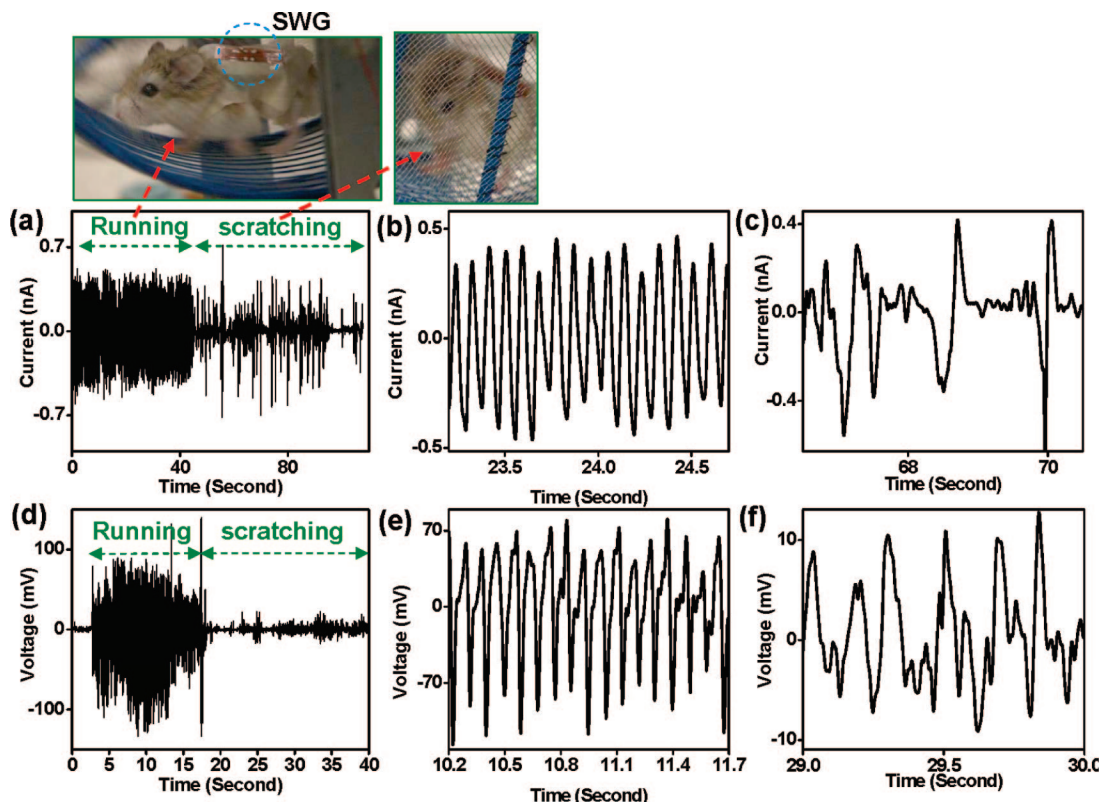 SWG
(a)
Running
scratching
0.7
0.0
-0.7
Current (nA)
0
40
80
Time (Second)
(b)
0.5
0.0
-0.5
Current (nA)
23.5
24.0
24.5
Time (Second)
(c)
0.4
0.0
-0.4
Current (nA)
68
70
Time (Second)
(d)
Running
scratching
100
0
-100
Voltage (mV)
0
5
10
15
20
25
30
35
40
Time (Second)
(e)
70
0
-70
Voltage (mV)
10.2
10.5
10.8
11.1
11.4
11.7
Time (Second)
(f)
10
0
-10
Voltage (mV)
29.0
29.5
30.0
Time (Second)